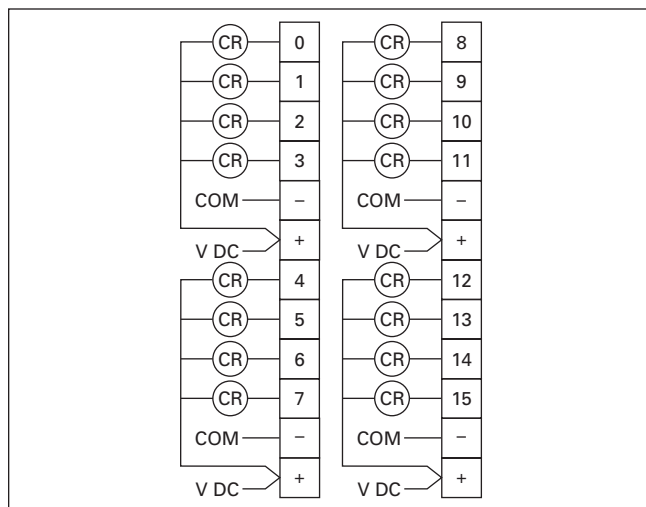 CR 0
CR 1
CR 2
CR 3
COM –
V DC +
CR 4
CR 5
CR 6
CR 7
COM –
V DC +
CR 8
CR 9
CR 10
CR 11
COM –
V DC +
CR 12
CR 13
CR 14
CR 15
COM –
V DC +